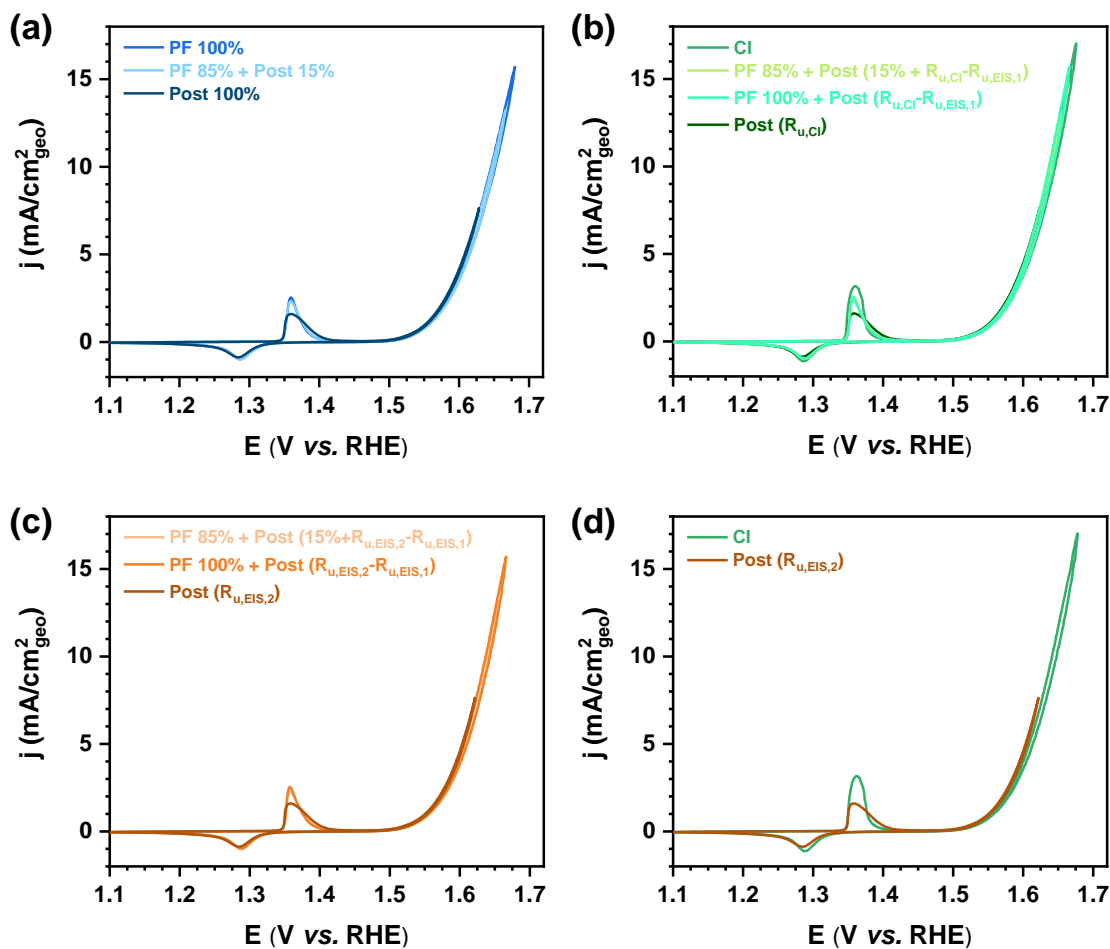 (a)
PF 100%
PF 85% + Post 15%
Post 100%
15
10
5
0
j (mA/cm²geo)
1.1 1.2 1.3 1.4 1.5 1.6 1.7
E (V vs. RHE)
(b)
CI
PF 85% + Post (15% + Ru,CI-Ru,EIS,1)
PF 100% + Post (Ru,CI-Ru,EIS,1)
Post (Ru,CI)
15
10
5
0
j (mA/cm²geo)
1.1 1.2 1.3 1.4 1.5 1.6 1.7
E (V vs. RHE)
(c)
PF 85% + Post (15%+Ru,EIS,2-Ru,EIS,1)
PF 100% + Post (Ru,EIS,2-Ru,EIS,1)
Post (Ru,EIS,2)
15
10
5
0
j (mA/cm²geo)
1.1 1.2 1.3 1.4 1.5 1.6 1.7
E (V vs. RHE)
(d)
CI
Post (Ru,EIS,2)
15
10
5
0
j (mA/cm²geo)
1.1 1.2 1.3 1.4 1.5 1.6 1.7
E (V vs. RHE)